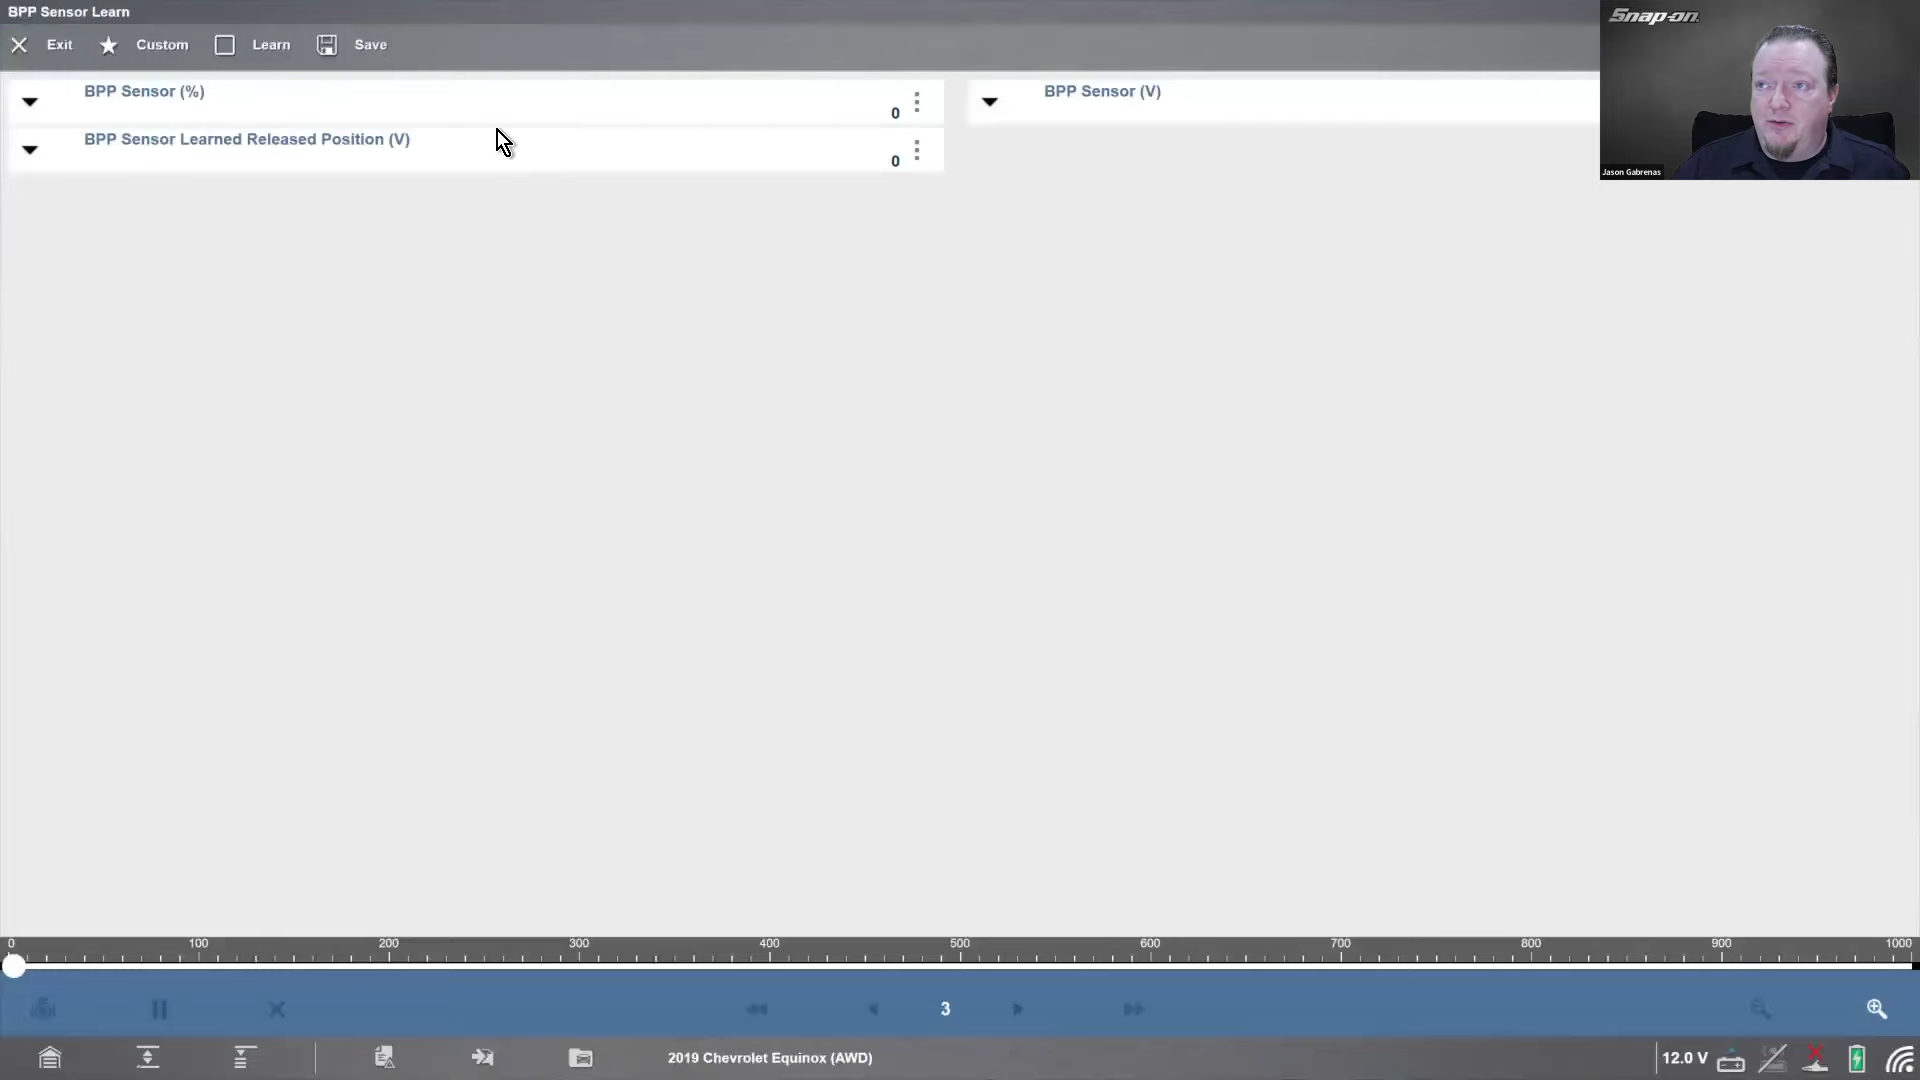 BPP Sensor Learn
Exit Custom Learn Save
Snap-on
BPP Sensor (%)
0
BPP Sensor (V)
BPP Sensor Learned Released Position (V)
0
Jason Gabrenas
0 100 200 300 400 500 600 700 800 900 1000
3
2019 Chevrolet Equinox (AWD)
12.0 V